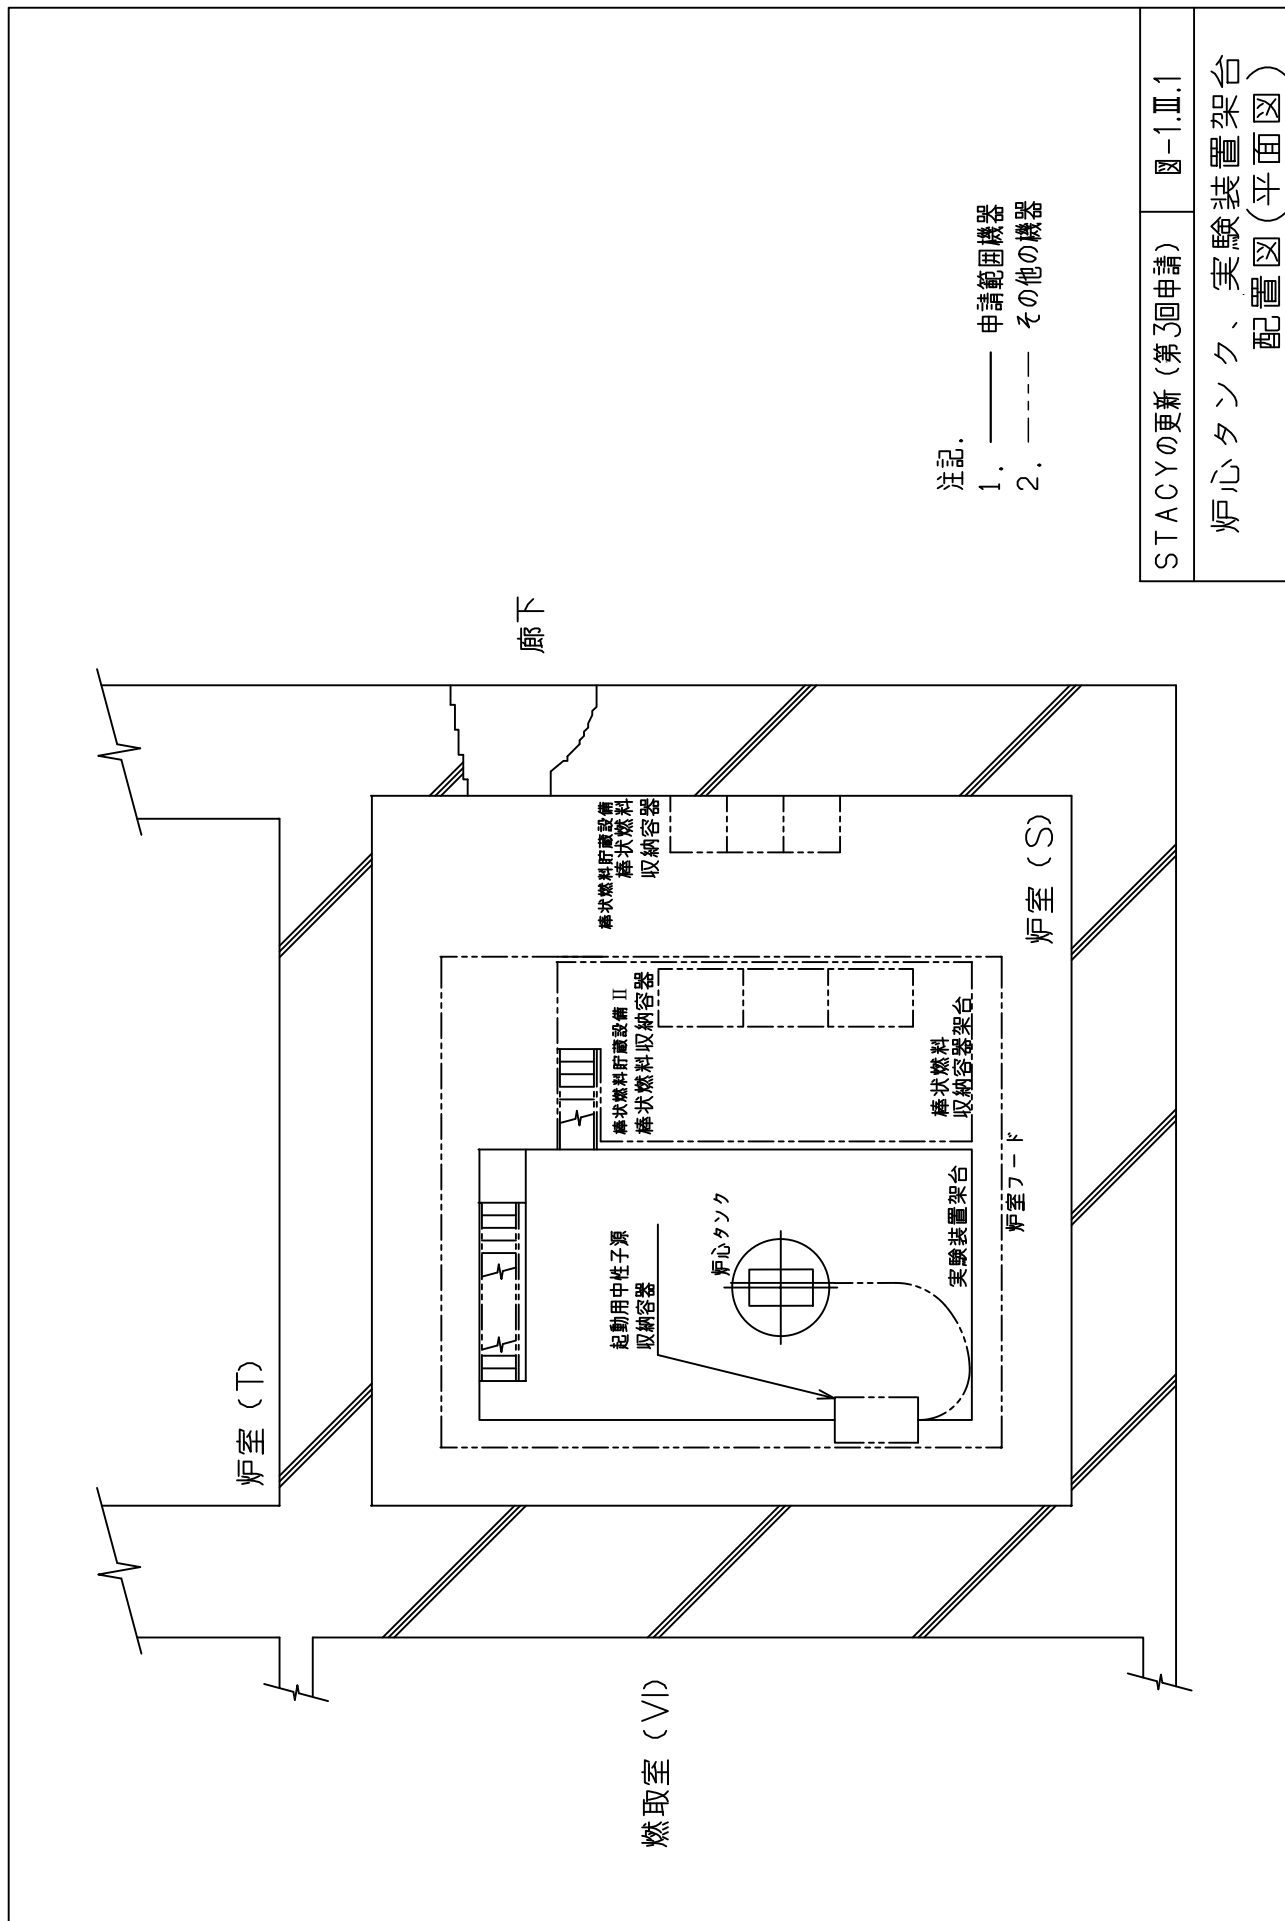 炉室(T)
廊下
燃取室(Ⅵ)
棒状燃料貯蔵設備
棒状燃料
収納容器
棒状燃料貯蔵設備Ⅱ
棒状燃料収納容器
起動用中性子源
収納容器
炉心タンク
棒状燃料
収納容器架台
実験装置架台
炉室フード
炉室(S)
注記.
1. 申請範囲機器
2. その他の機器
STACYの更新(第3回申請)
図-1.Ⅲ.1
炉心タンク、実験装置架台
配置図(平面図)